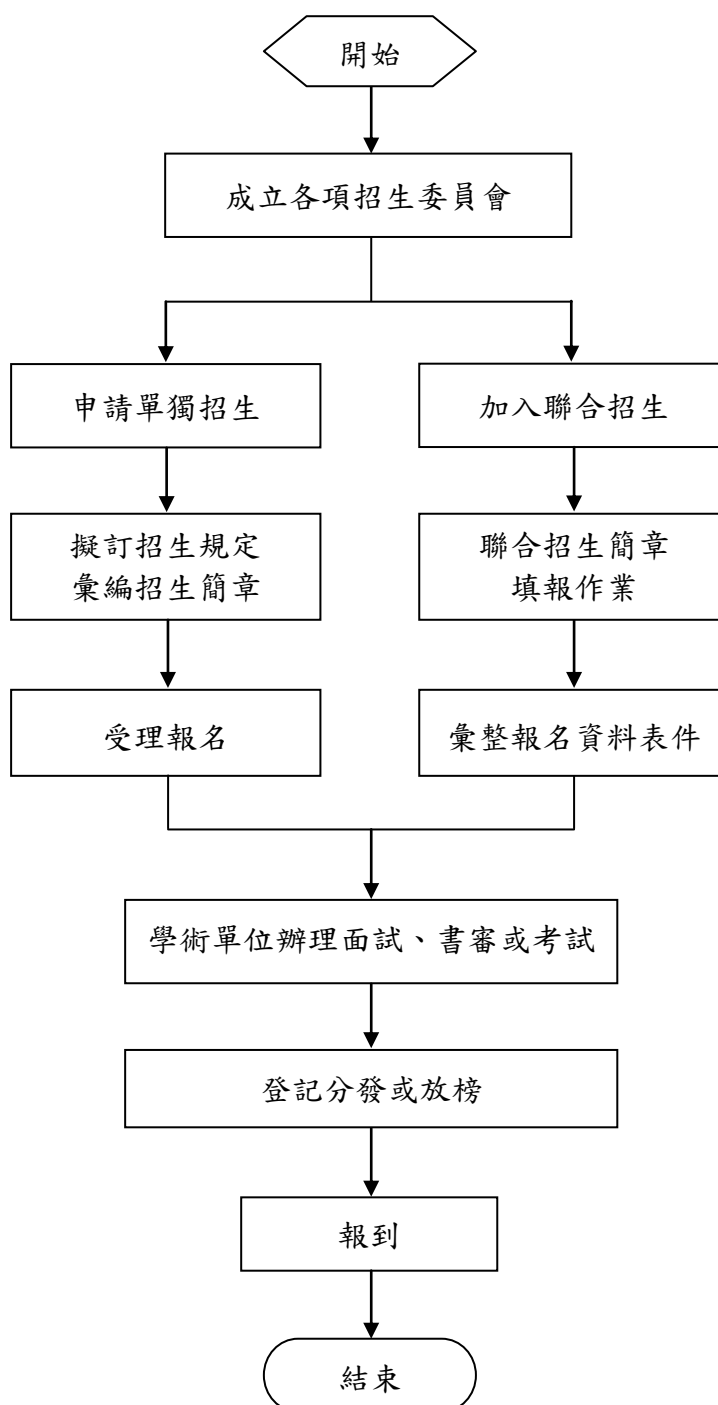 開始
成立各項招生委員會
申請單獨招生
加入聯合招生
擬訂招生規定
彙編招生簡章
聯合招生簡章
填報作業
受理報名
彙整報名資料表件
學術單位辦理面試、書審或考試
登記分發或放榜
報到
結束